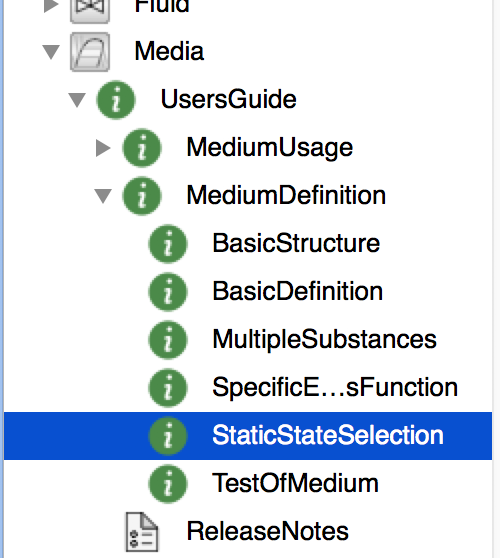 Fluid
Media
UsersGuide
MediumUsage
MediumDefinition
BasicStructure
BasicDefinition
MultipleSubstances
SpecificE...sFunction
StaticStateSelection
TestOfMedium
ReleaseNotes